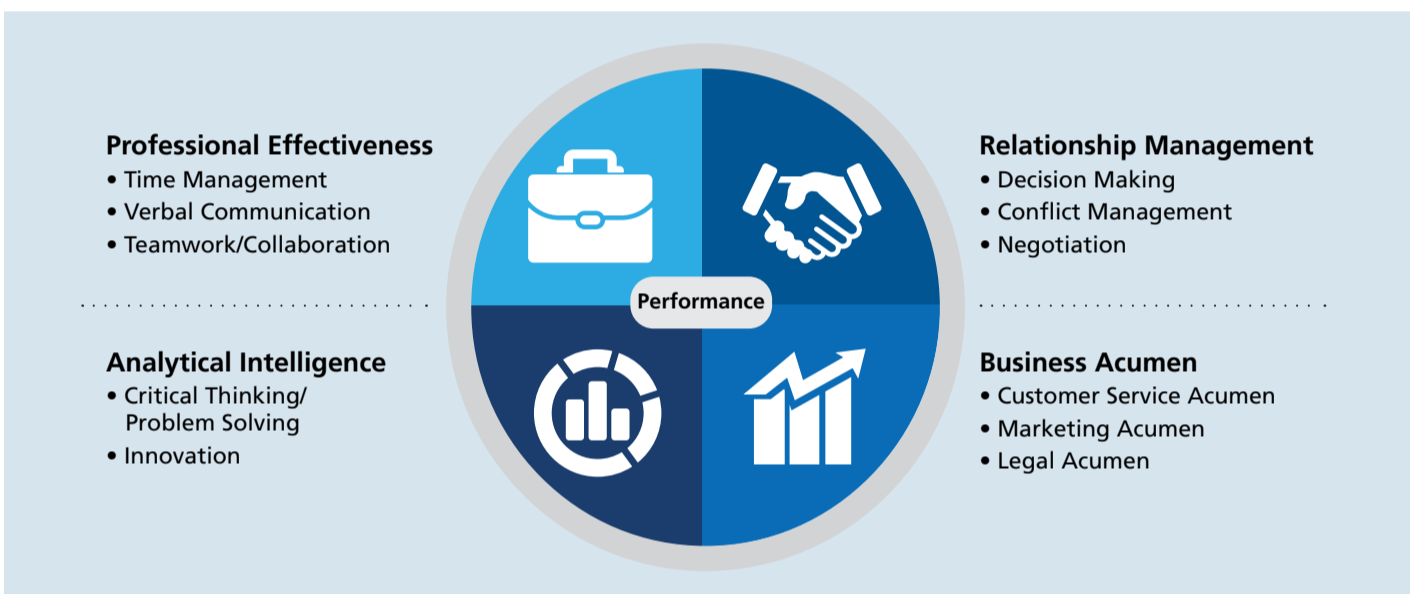 Professional Effectiveness
• Time Management
• Verbal Communication
• Teamwork/Collaboration
Relationship Management
• Decision Making
• Conflict Management
• Negotiation
Performance
Analytical Intelligence
• Critical Thinking/
Problem Solving
• Innovation
Business Acumen
• Customer Service Acumen
• Marketing Acumen
• Legal Acumen